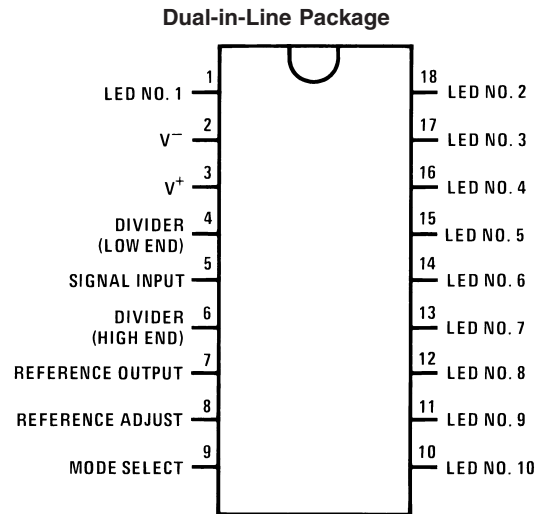 Dual-in-Line Package
1 LED NO. 1
2 V−
3 V+
4 DIVIDER
(LOW END)
5 SIGNAL INPUT
6 DIVIDER
(HIGH END)
7 REFERENCE OUTPUT
8 REFERENCE ADJUST
9 MODE SELECT
18 LED NO. 2
17 LED NO. 3
16 LED NO. 4
15 LED NO. 5
14 LED NO. 6
13 LED NO. 7
12 LED NO. 8
11 LED NO. 9
10 LED NO. 10